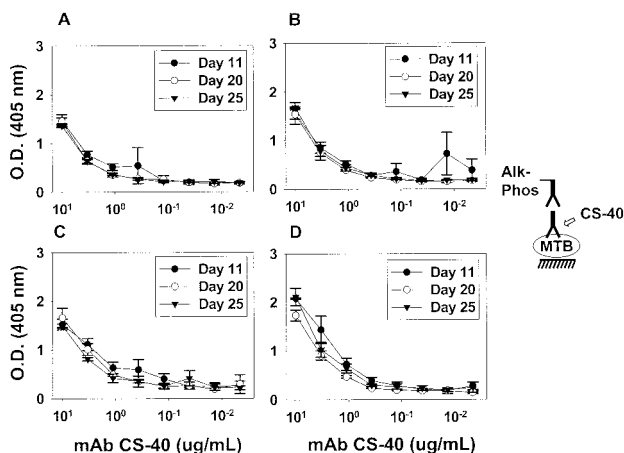 A
3
2
1
0
O.D. (405 nm)
Day 11
Day 20
Day 25
10¹ 10⁰ 10⁻¹ 10⁻²
B
3
2
1
0
Day 11
Day 20
Day 25
10¹ 10⁰ 10⁻¹ 10⁻²
C
3
2
1
0
O.D. (405 nm)
Day 11
Day 20
Day 25
10¹ 10⁰ 10⁻¹ 10⁻²
mAb CS-40 (ug/mL)
D
3
2
1
0
Day 11
Day 20
Day 25
10¹ 10⁰ 10⁻¹ 10⁻²
mAb CS-40 (ug/mL)
Alk-
Phos
CS-40
MTB